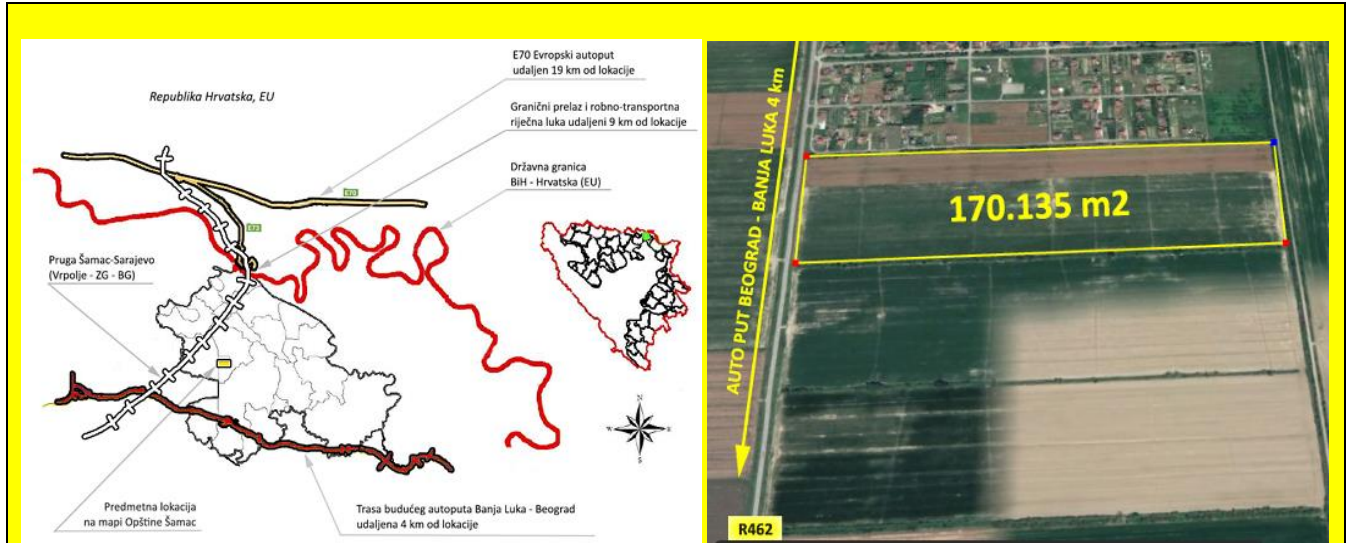 E70 Evropski autoput
udaljen 19 km od lokacije
Republika Hrvatska, EU
Granični prelaz i robno-transportna
riječna luka udaljeni 9 km od lokacije
Državna granica
BiH - Hrvatska (EU)
E70
E73
Pruga Šamac-Sarajevo
(Vrpolje - ZG - BG)
N
W
E
S
Predmetna lokacija
na mapi Opštine Šamac
Trasa budućeg autoputa Banja Luka - Beograd
udaljena 4 km od lokacije
AUTO PUT BEOGRAD - BANJA LUKA 4 km
170.135 m2
R462